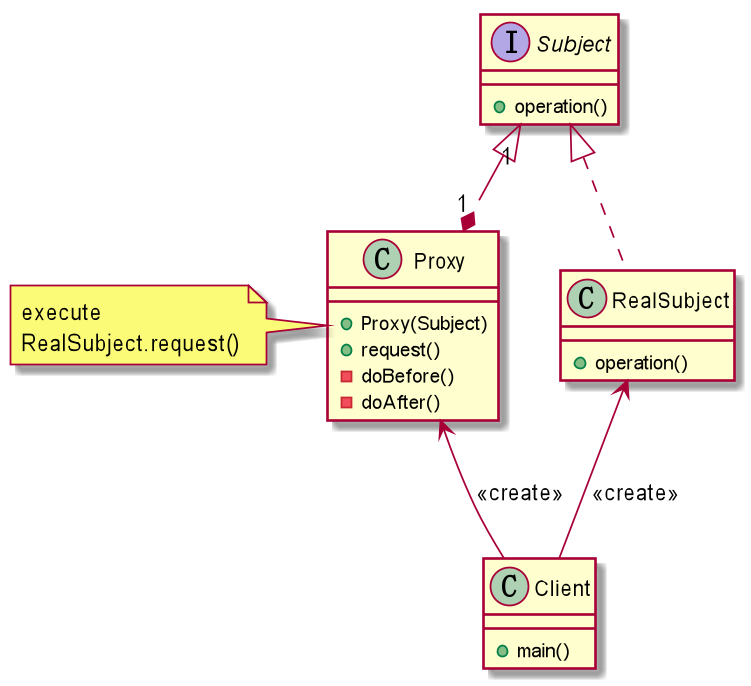 I Subject
operation()
1
1
C Proxy
Proxy(Subject)
request()
doBefore()
doAfter()
execute
RealSubject.request()
C RealSubject
operation()
«create»
«create»
C Client
main()